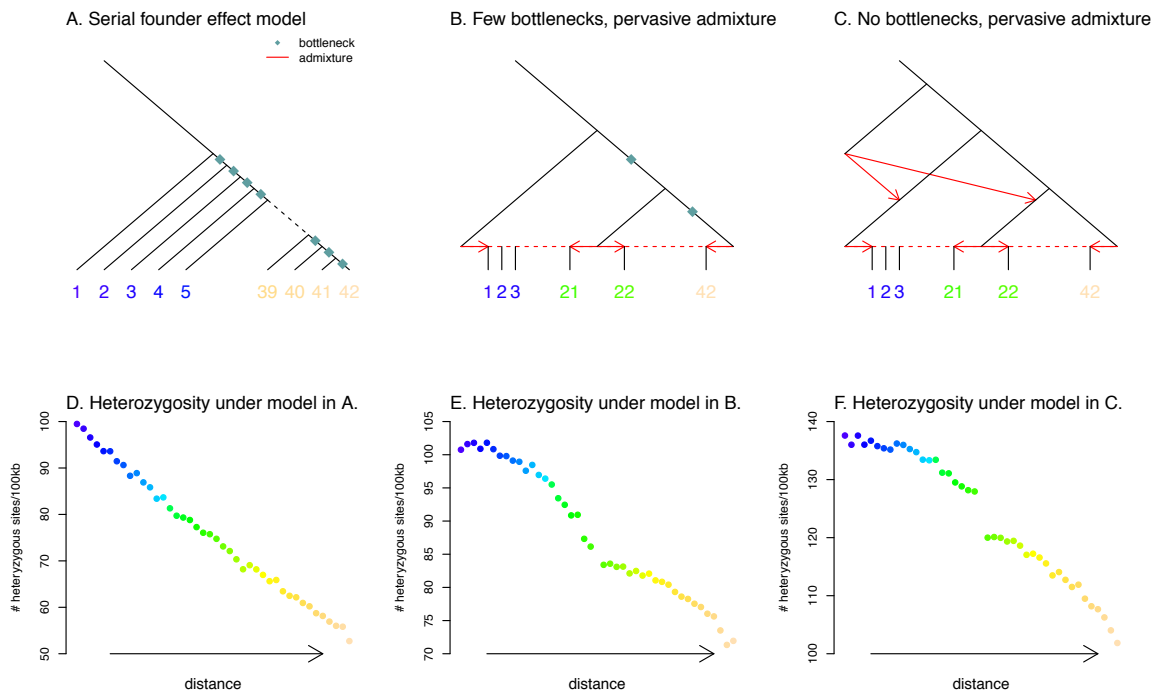 A. Serial founder effect model
B. Few bottlenecks, pervasive admixture
C. No bottlenecks, pervasive admixture
bottleneck
admixture
1 2 3 4 5 39 40 41 42
1 2 3 21 22 42
1 2 3 21 22 42
D. Heterozygosity under model in A.
E. Heterozygosity under model in B.
F. Heterozygosity under model in C.
# heteryzygous sites/100kb
100
90
80
70
60
50
distance
# heteryzygous sites/100kb
105
100
95
90
85
80
75
70
distance
# heteryzygous sites/100kb
140
130
120
110
100
distance